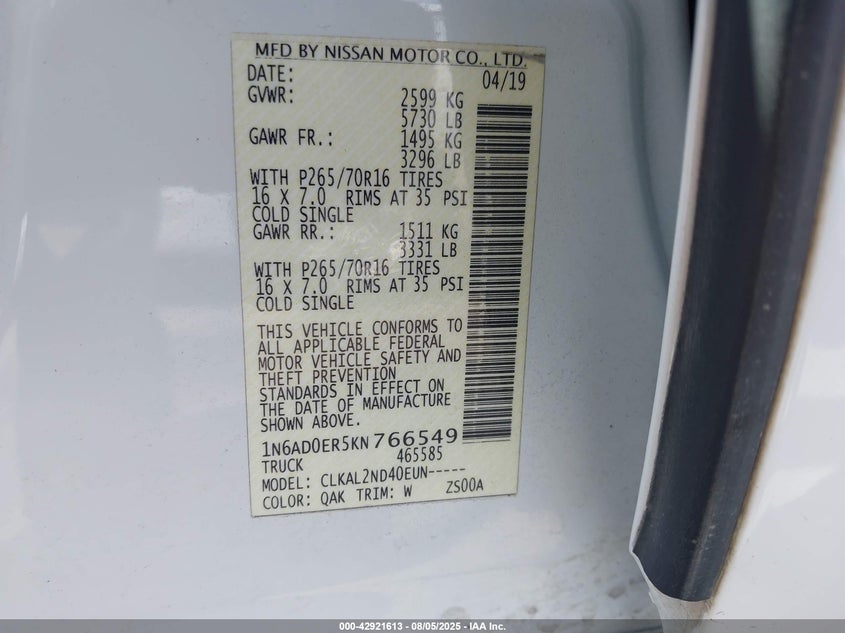 MFD BY NISSAN MOTOR CO., LTD.
DATE: 04/19
GVWR: 2599 KG
5730 LB
GAWR FR.: 1495 KG
3296 LB
WITH P265/70R16 TIRES
16 X 7.0 RIMS AT 35 PSI
COLD SINGLE
GAWR RR.: 1511 KG
3331 LB
WITH P265/70R16 TIRES
16 X 7.0 RIMS AT 35 PSI
COLD SINGLE
THIS VEHICLE CONFORMS TO
ALL APPLICABLE FEDERAL
MOTOR VEHICLE SAFETY AND
THEFT PREVENTION
STANDARDS IN EFFECT ON
THE DATE OF MANUFACTURE
SHOWN ABOVE.
1N6AD0ER5KN766549
TRUCK 465585
MODEL: CLKAL2ND40EUN-----
COLOR: QAK TRIM: W ZS00A
000-42921613 - 08/05/2025 - IAA Inc.